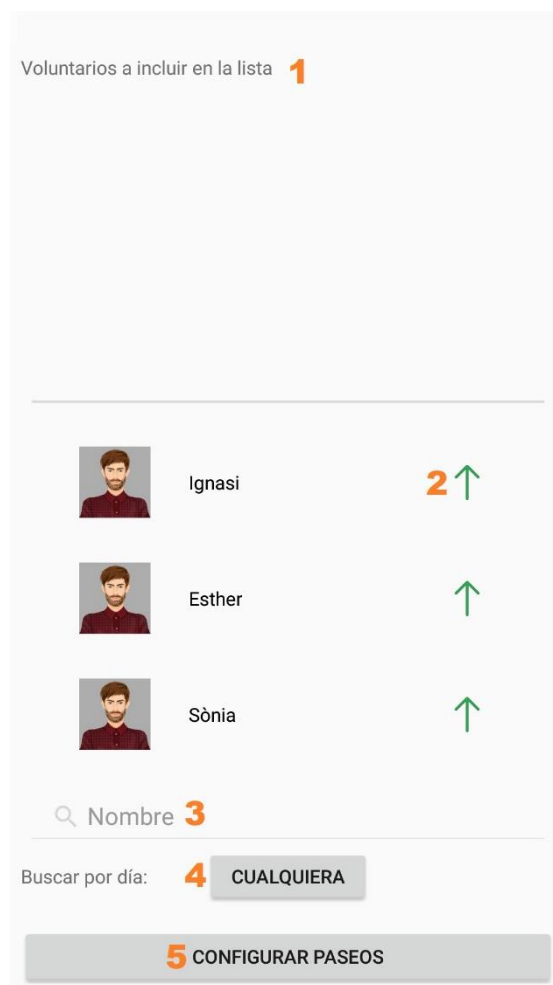 Voluntarios a incluir en la lista 1
Ignasi 2
Esther
Sònia
Nombre 3
Buscar por día: 4 CUALQUIERA
5 CONFIGURAR PASEOS